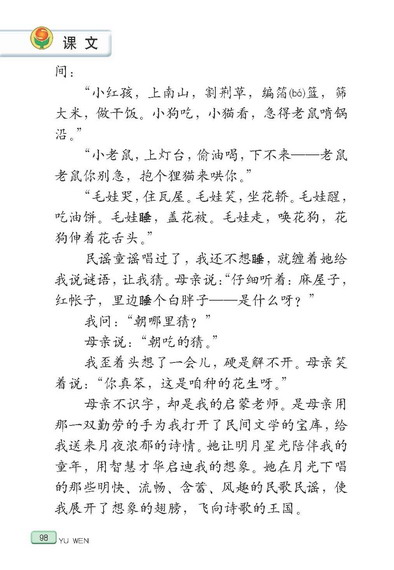 课文
间：
“小红孩，上南山，割荆草，编箔(bó)篮，筛
大米，做干饭。小狗吃，小猫看，急得老鼠啃锅
沿。”
“小老鼠，上灯台，偷油喝，下不来——老鼠
老鼠你别急，抱个狸猫来哄你。”
“毛娃哭，住瓦屋。毛娃笑，坐花轿。毛娃醒，
吃油饼。毛娃睡，盖花被。毛娃走，唤花狗，花
狗伸着花舌头。”
民谣童谣唱过了，我还不想睡，就缠着她给
我说谜语，让我猜。母亲说：“仔细听着：麻屋子，
红帐子，里边睡个白胖子——是什么呀？”
我问：“朝哪里猜？”
母亲说：“朝吃的猜。”
我歪着头想了一会儿，硬是解不开。母亲笑
着说：“你真笨，这是咱种的花生呀。”
母亲不识字，却是我的启蒙老师。是母亲用
那一双勤劳的手为我打开了民间文学的宝库，给
我送来月夜浓郁的诗情。她让明月星光陪伴我的
童年，用智慧才华启迪我的想象。她在月光下唱
的那些明快、流畅、含蓄、风趣的民歌民谣，使
我展开了想象的翅膀，飞向诗歌的王国。
98
YU WEN